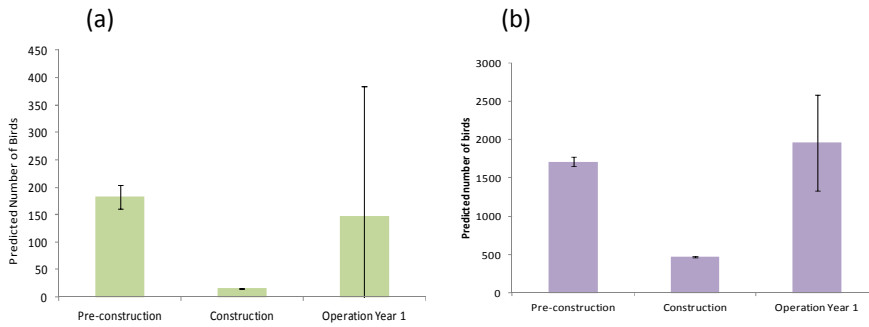 (a)
Predicted Number of Birds
450
400
350
300
250
200
150
100
50
0
Pre-construction Construction Operation Year 1
(b)
Predicted number of birds
3000
2500
2000
1500
1000
500
0
Pre-construction Construction Operation Year 1